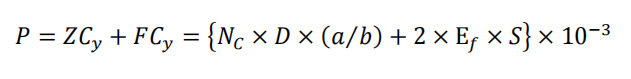 P = ZC_y + FC_y = {N_C × D × (a/b) + 2 × E_f × S} × 10^{-3}